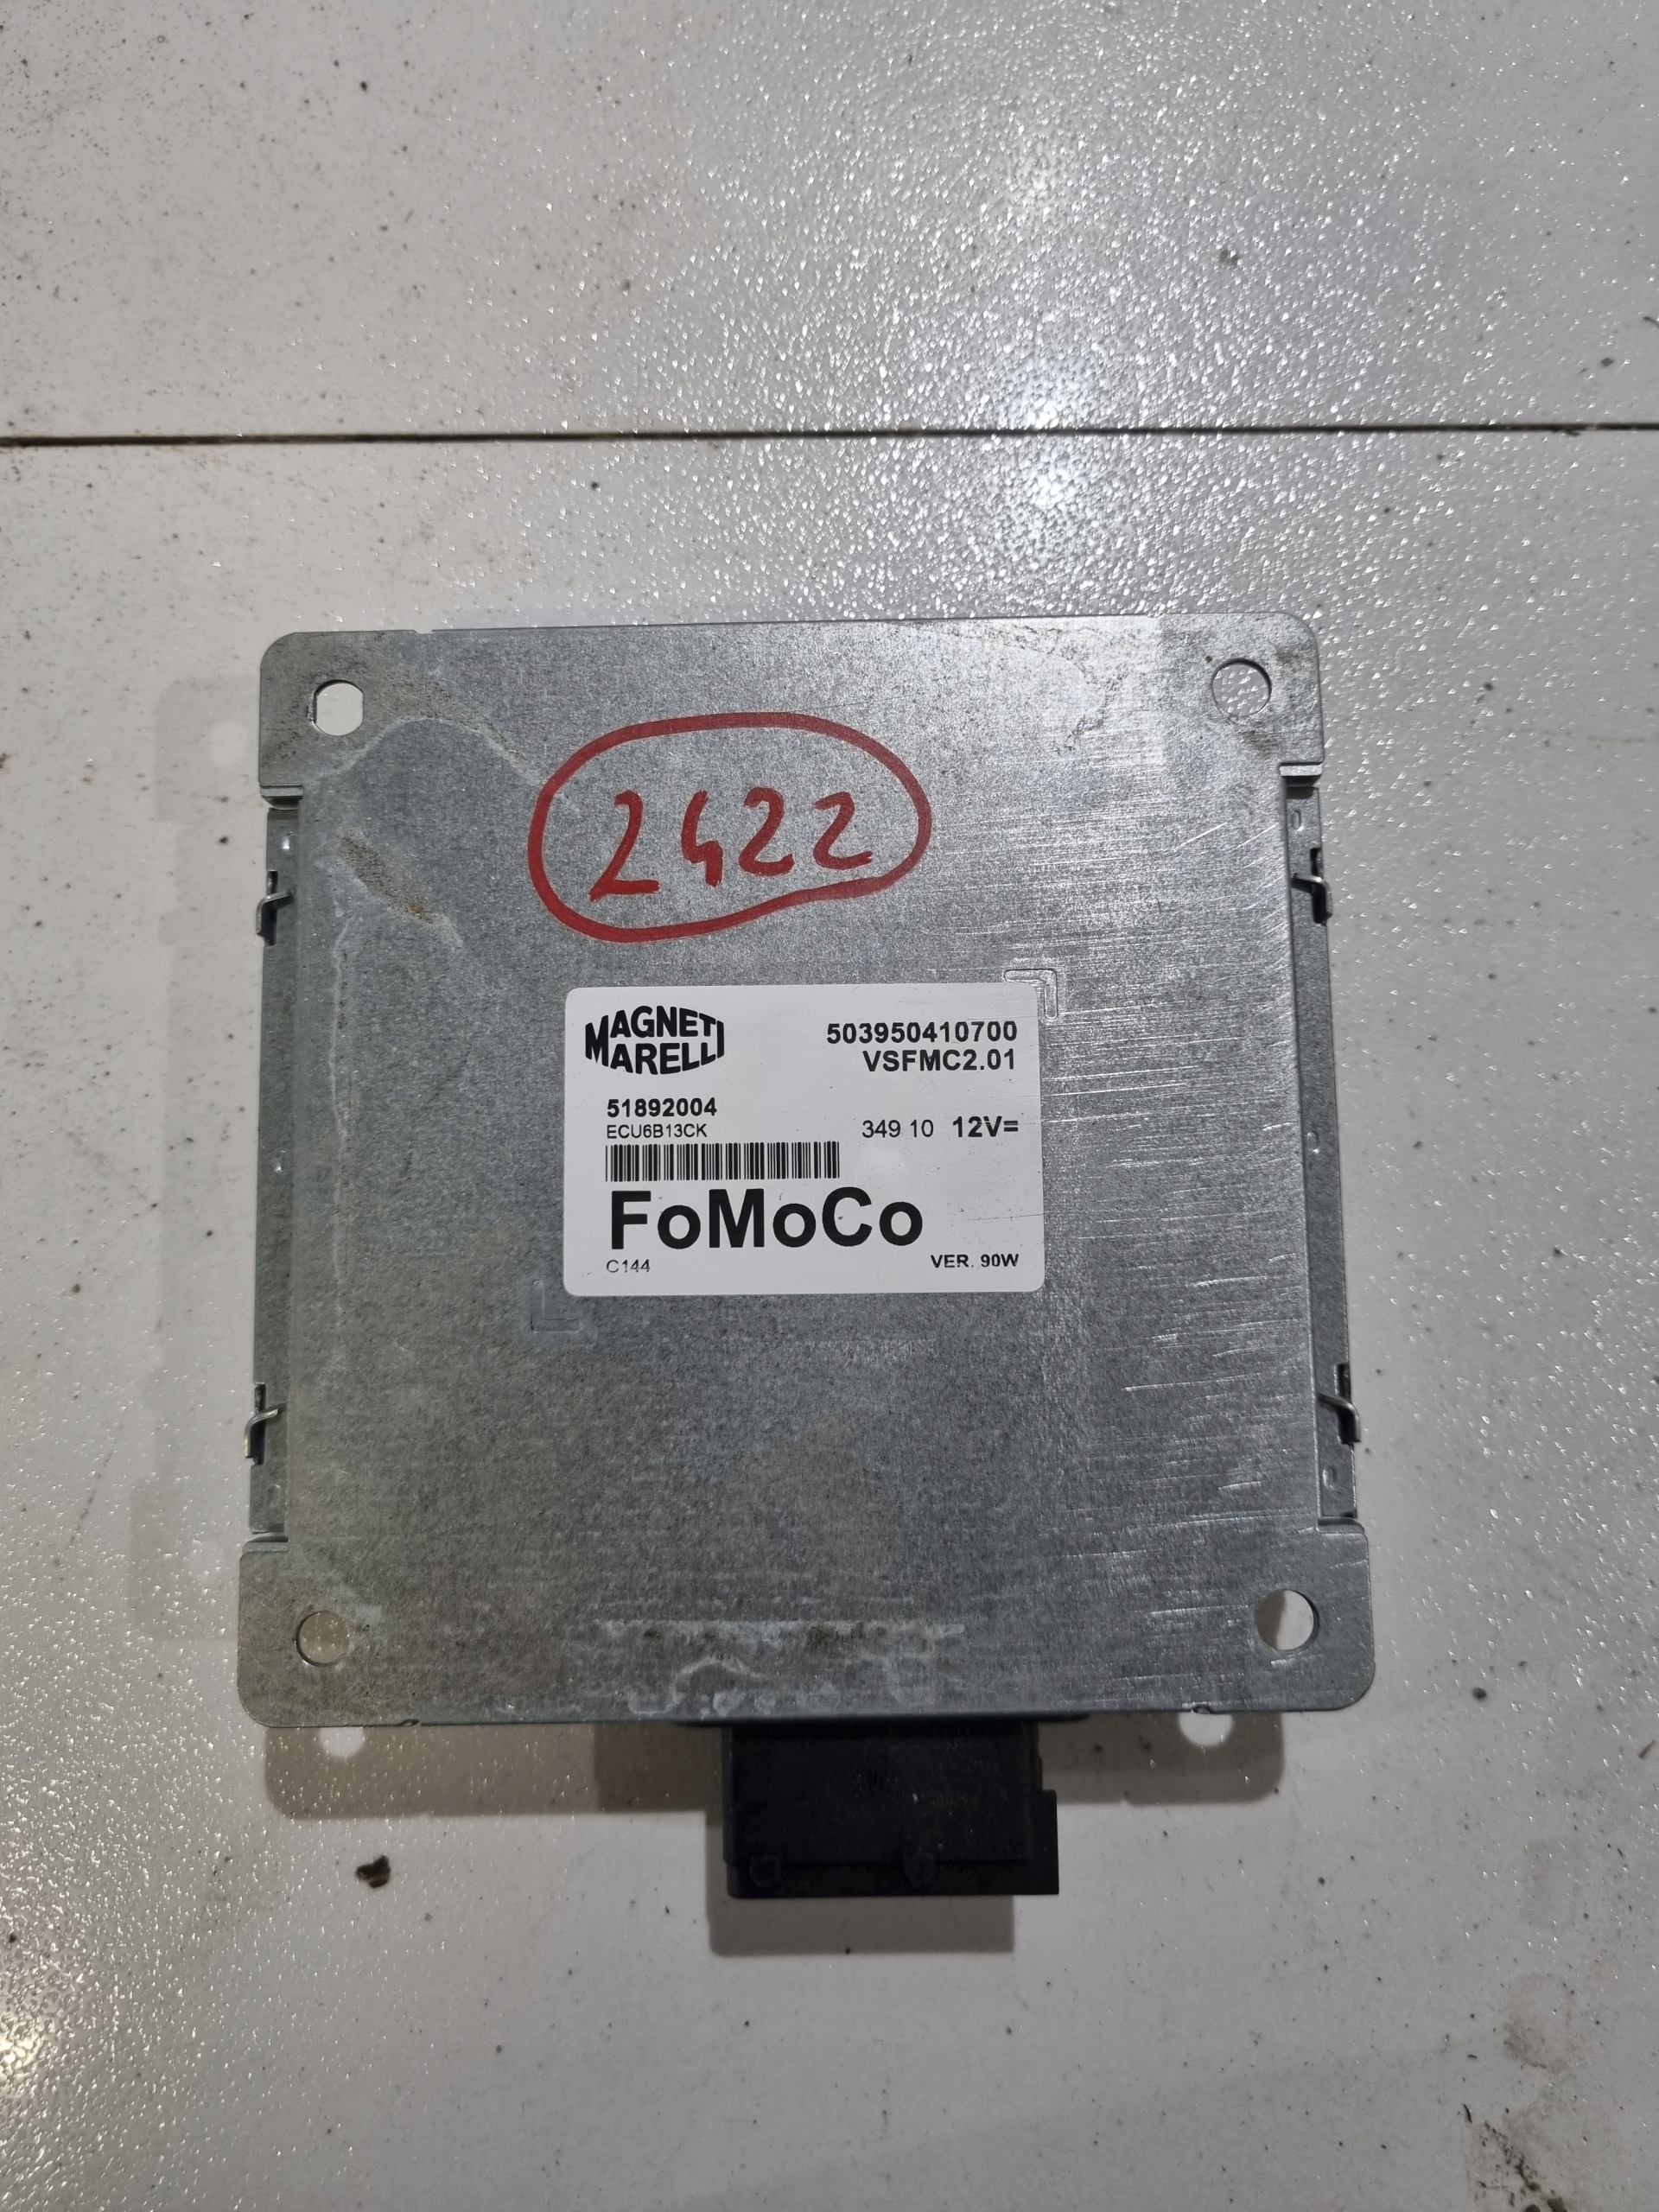 2422
MAGNETI
MARELLI
503950410700
VSFMC2.01
51892004
ECU6B13CK
349 10 12V=
FoMoCo
C144
VER. 90W